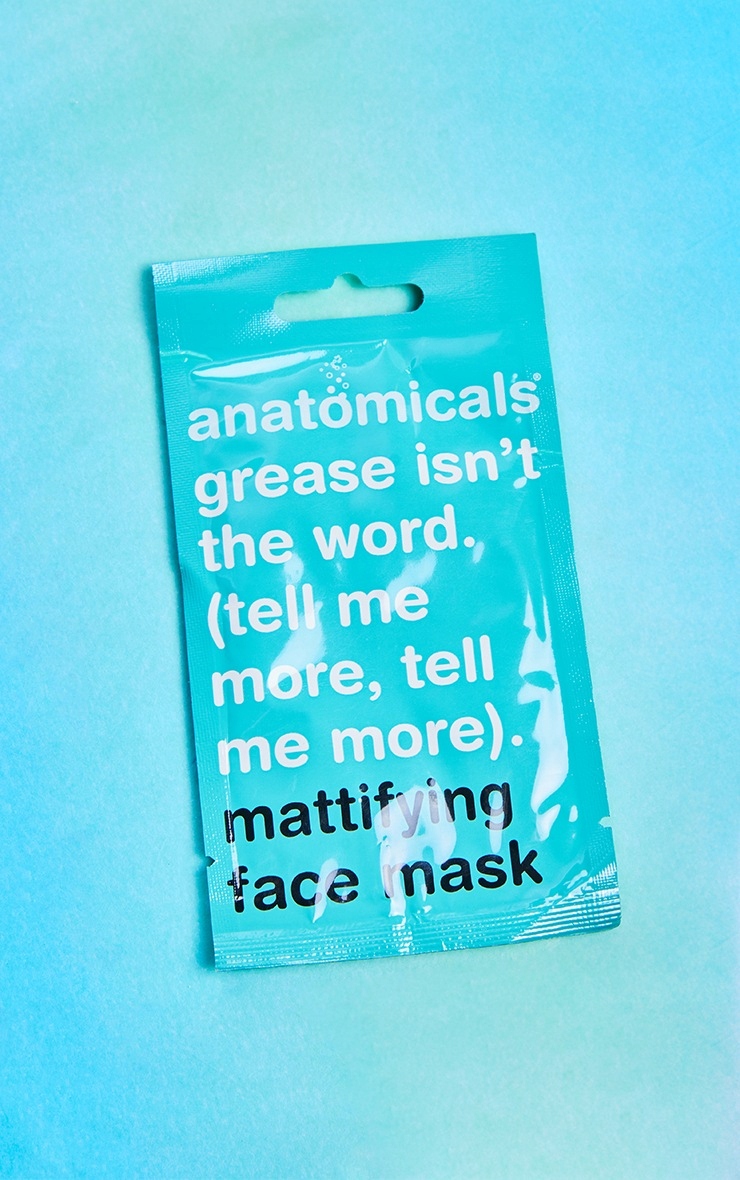 anatomicals®
grease isn't
the word.
(tell me
more, tell
me more).
mattifying
face mask